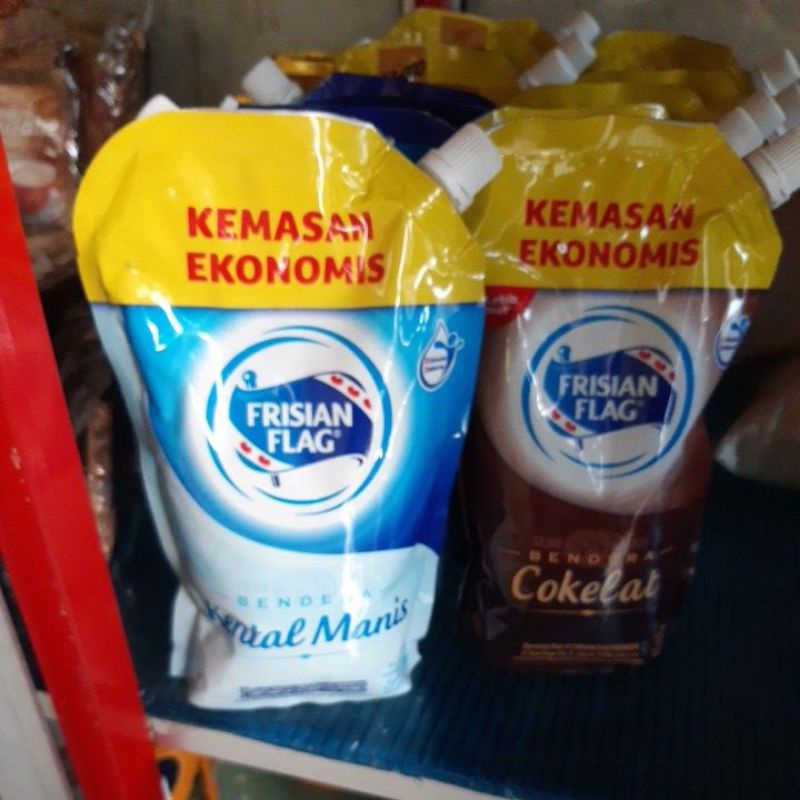 KEMASAN
EKONOMIS
FRISIAN
FLAG®
BENDERA
Kental Manis
KEMASAN
EKONOMIS
FRISIAN
FLAG®
BENDERA
Cokelat